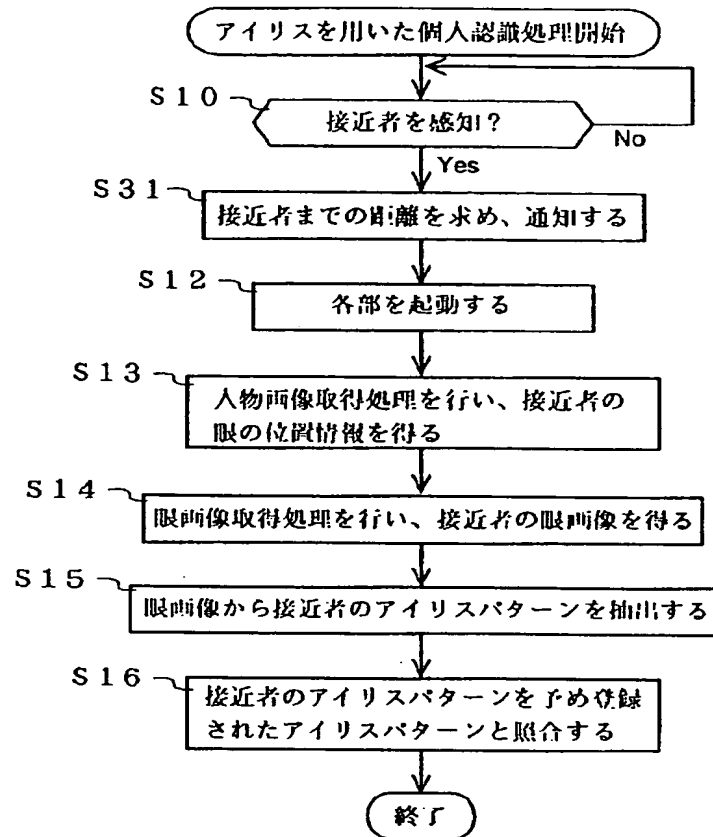 アイリスを用いた個人認識処理開始
S10
接近者を感知？
No
Yes
S31
接近者までの距離を求め、通知する
S12
各部を起動する
S13
人物画像取得処理を行い、接近者の
眼の位置情報を得る
S14
眼画像取得処理を行い、接近者の眼画像を得る
S15
眼画像から接近者のアイリスパターンを抽出する
S16
接近者のアイリスパターンを予め登録
されたアイリスパターンと照合する
終了